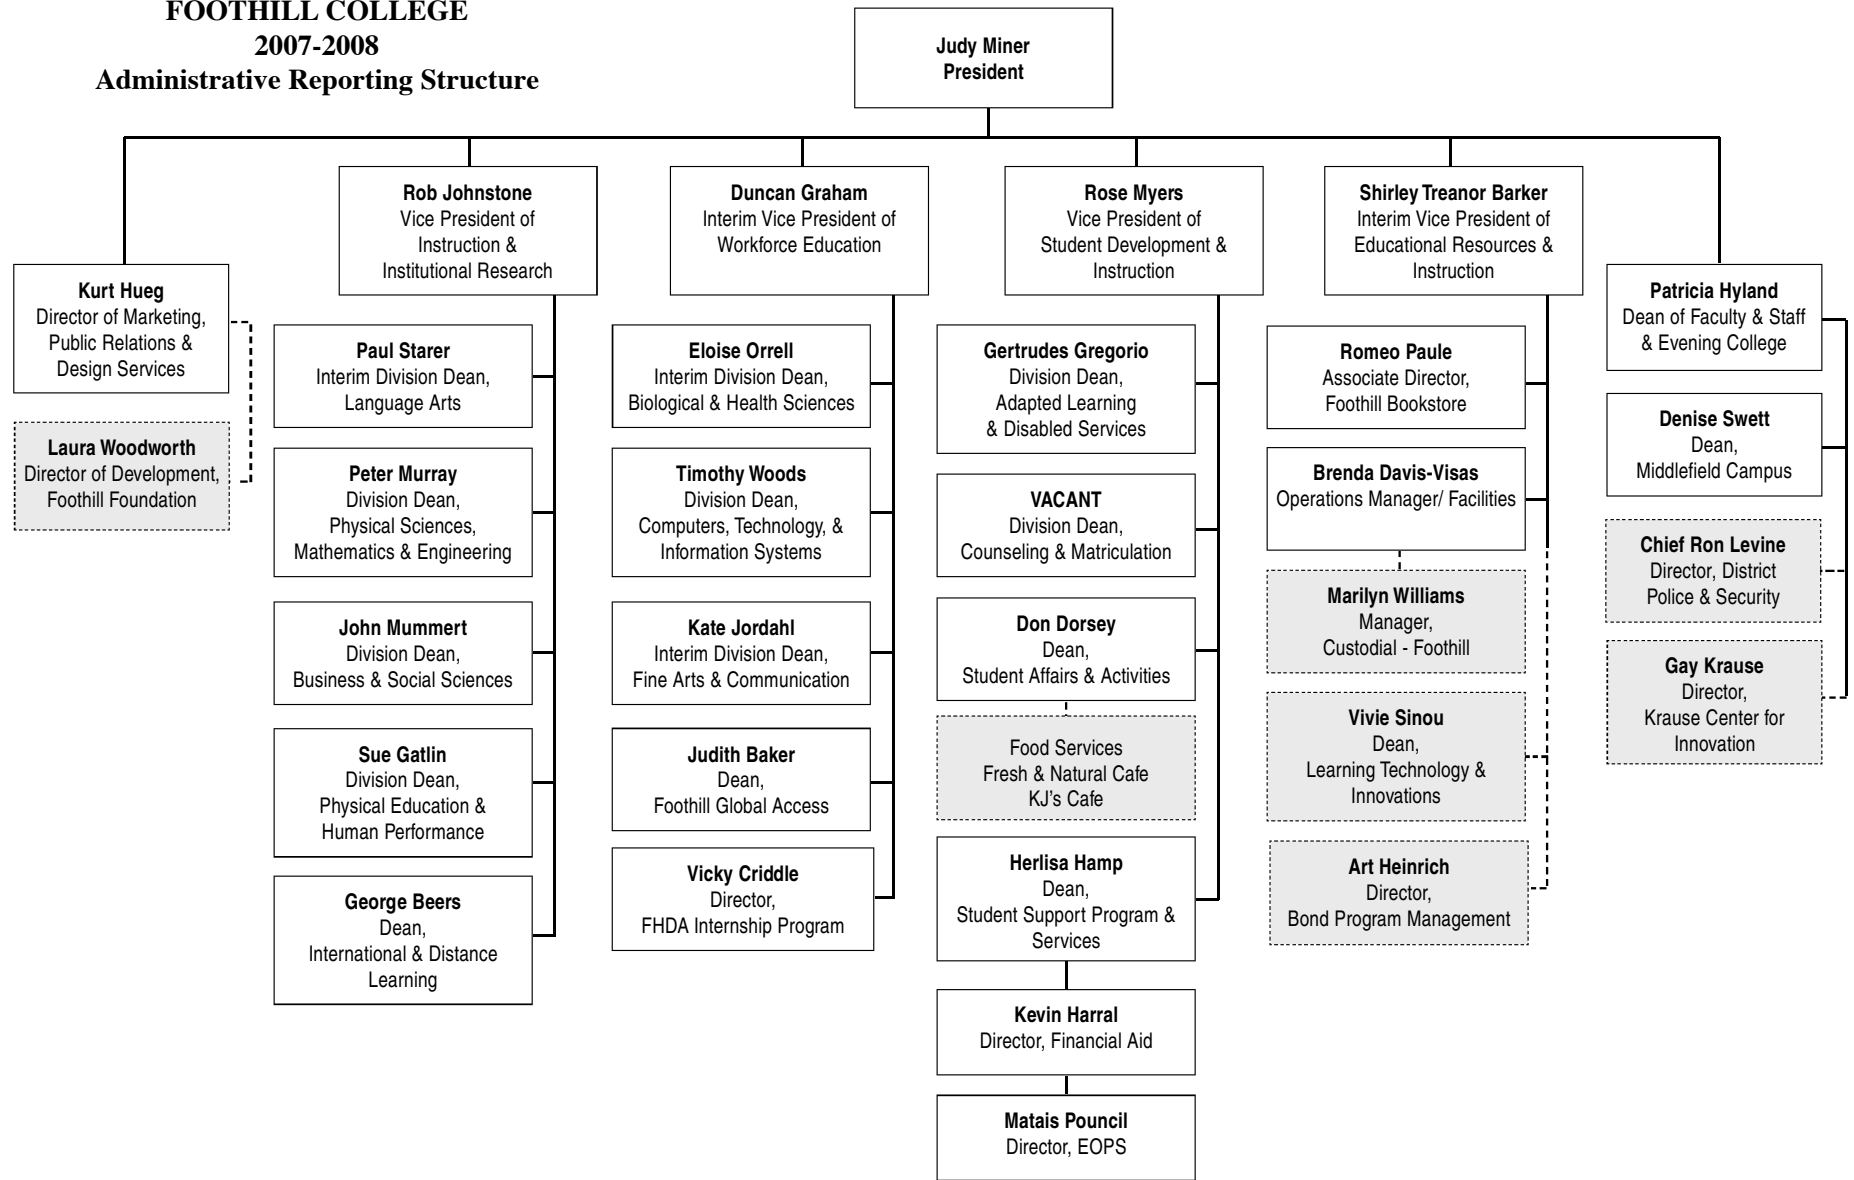 FOOTHILL COLLEGE
2007-2008
Administrative Reporting Structure
Judy Miner
President
Kurt Hueg
Director of Marketing,
Public Relations &
Design Services
Laura Woodworth
Director of Development,
Foothill Foundation
Rob Johnstone
Vice President of
Instruction &
Institutional Research
Paul Starer
Interim Division Dean,
Language Arts
Peter Murray
Division Dean,
Physical Sciences,
Mathematics & Engineering
John Mummert
Division Dean,
Business & Social Sciences
Sue Gatlin
Division Dean,
Physical Education &
Human Performance
George Beers
Dean,
International & Distance
Learning
Duncan Graham
Interim Vice President of
Workforce Education
Eloise Orrell
Interim Division Dean,
Biological & Health Sciences
Timothy Woods
Division Dean,
Computers, Technology, &
Information Systems
Kate Jordahl
Interim Division Dean,
Fine Arts & Communication
Judith Baker
Dean,
Foothill Global Access
Vicky Criddle
Director,
FHDA Internship Program
Rose Myers
Vice President of
Student Development &
Instruction
Gertrudes Gregorio
Division Dean,
Adapted Learning
& Disabled Services
VACANT
Division Dean,
Counseling & Matriculation
Don Dorsey
Dean,
Student Affairs & Activities
Food Services
Fresh & Natural Cafe
KJ's Cafe
Herlisa Hamp
Dean,
Student Support Program &
Services
Kevin Harral
Director, Financial Aid
Matais Pouncil
Director, EOPS
Shirley Treanor Barker
Interim Vice President of
Educational Resources &
Instruction
Romeo Paule
Associate Director,
Foothill Bookstore
Brenda Davis-Visas
Operations Manager/ Facilities
Marilyn Williams
Manager,
Custodial - Foothill
Vivie Sinou
Dean,
Learning Technology &
Innovations
Art Heinrich
Director,
Bond Program Management
Patricia Hyland
Dean of Faculty & Staff
& Evening College
Denise Swett
Dean,
Middlefield Campus
Chief Ron Levine
Director, District
Police & Security
Gay Krause
Director,
Krause Center for
Innovation